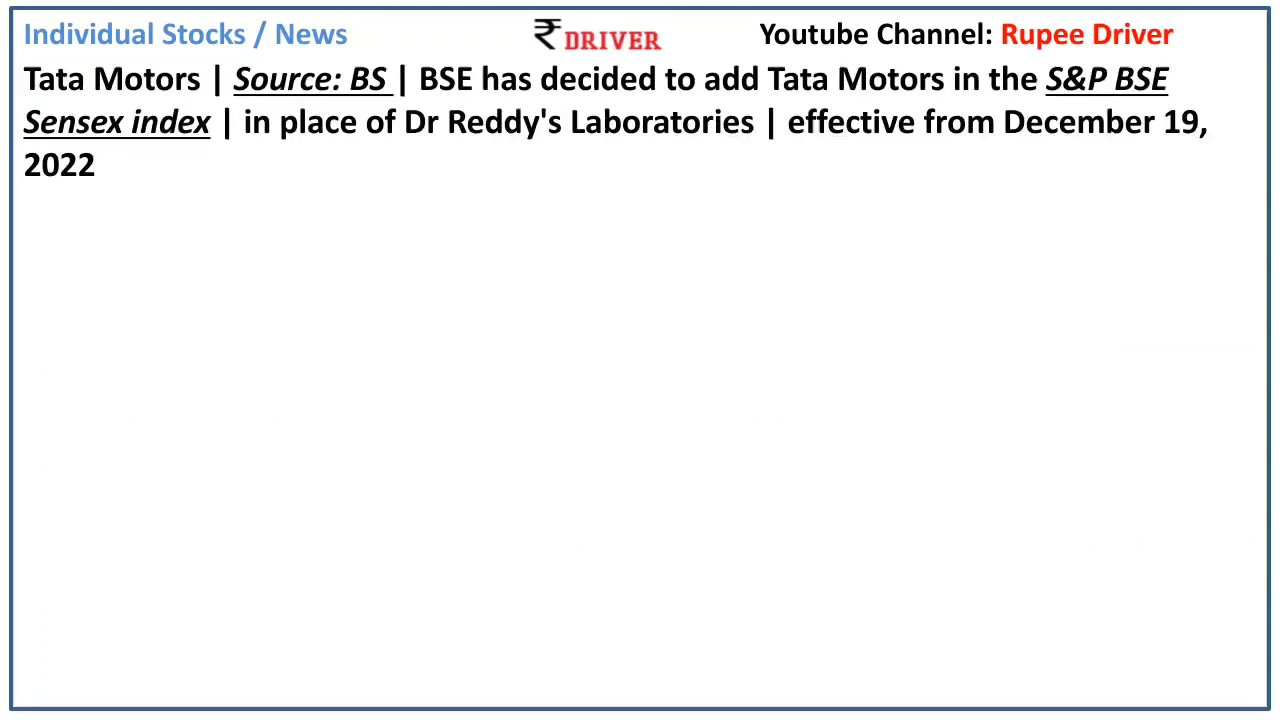 Individual Stocks / News ₹ DRIVER Youtube Channel: Rupee Driver
Tata Motors | Source: BS | BSE has decided to add Tata Motors in the S&P BSE
Sensex index | in place of Dr Reddy's Laboratories | effective from December 19,
2022